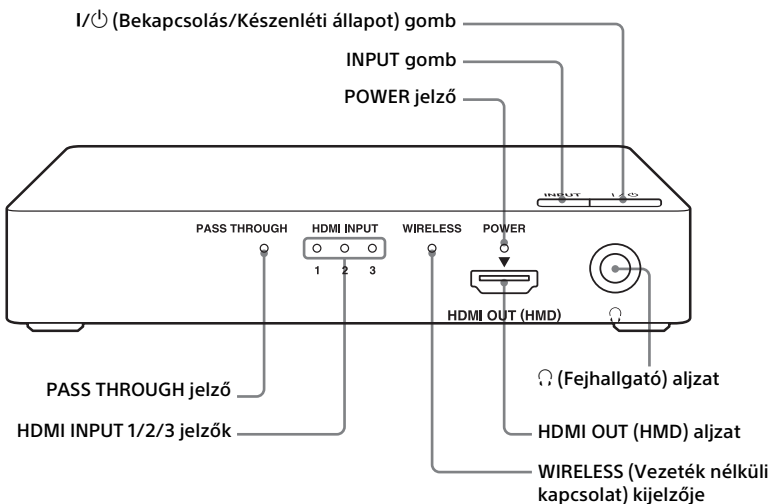 I/⏻ (Bekapcsolás/Készenléti állapot) gomb
INPUT gomb
POWER jelző
INPUT I/⏻
PASS THROUGH HDMI INPUT WIRELESS POWER
1 2 3
HDMI OUT (HMD)
PASS THROUGH jelző
HDMI INPUT 1/2/3 jelzők
🎧 (Fejhallgató) aljzat
HDMI OUT (HMD) aljzat
WIRELESS (Vezeték nélküli
kapcsolat) kijelzője